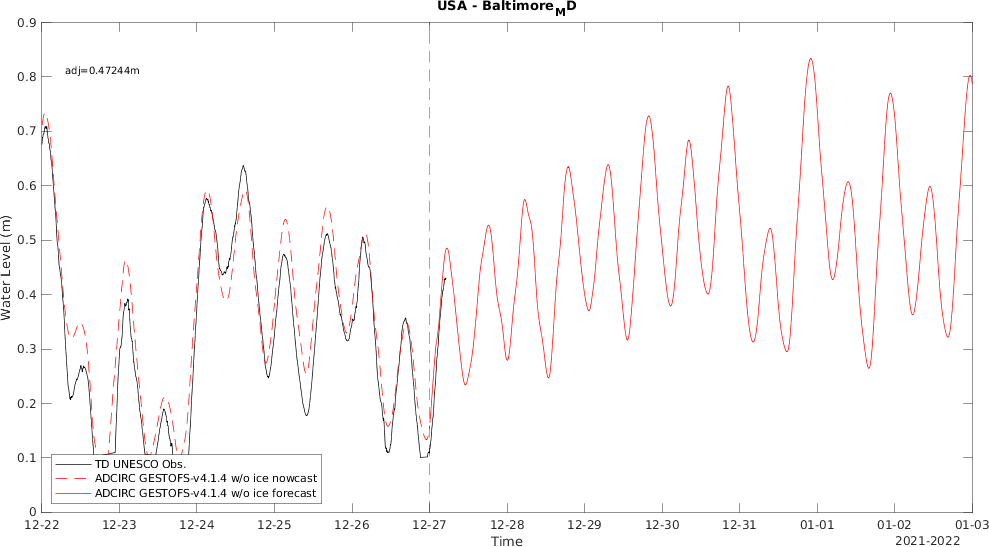 USA - Baltimore_MD
0.9
0.8
0.7
0.6
0.5
0.4
0.3
0.2
0.1
0
Water Level (m)
adj=0.47244m
TD UNESCO Obs.
ADCIRC GESTOFS-v4.1.4 w/o ice nowcast
ADCIRC GESTOFS-v4.1.4 w/o ice forecast
12-22 12-23 12-24 12-25 12-26 12-27 12-28 12-29 12-30 12-31 01-01 01-02 01-03
Time
2021-2022